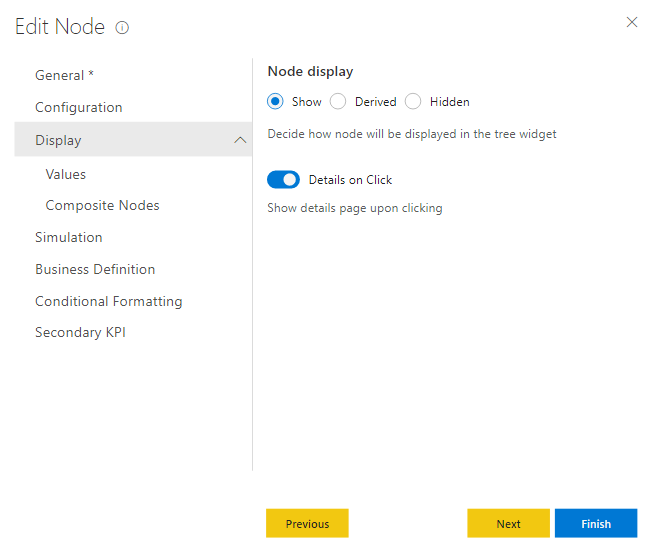 Edit Node
General *
Configuration
Display
Values
Composite Nodes
Simulation
Business Definition
Conditional Formatting
Secondary KPI
Node display
Show Derived Hidden
Decide how node will be displayed in the tree widget
Details on Click
Show details page upon clicking
Previous Next Finish